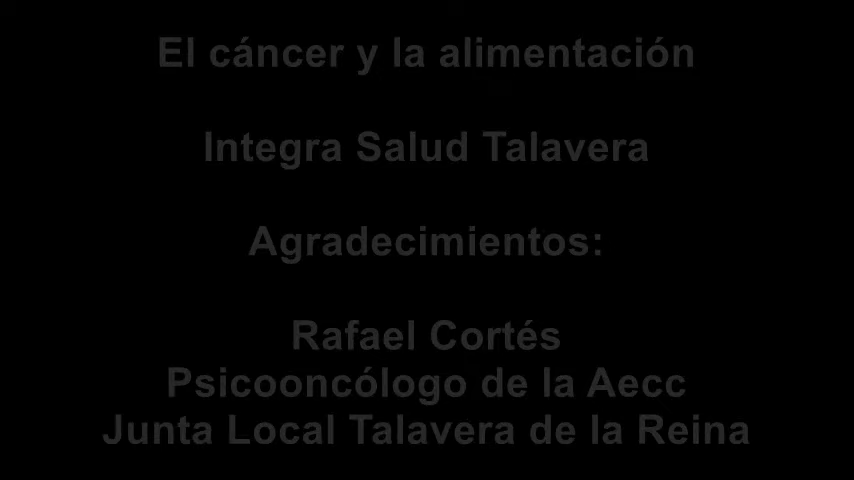 El cáncer y la alimentación
Integra Salud Talavera
Agradecimientos:
Rafael Cortés
Psicooncólogo de la Aecc
Junta Local Talavera de la Reina